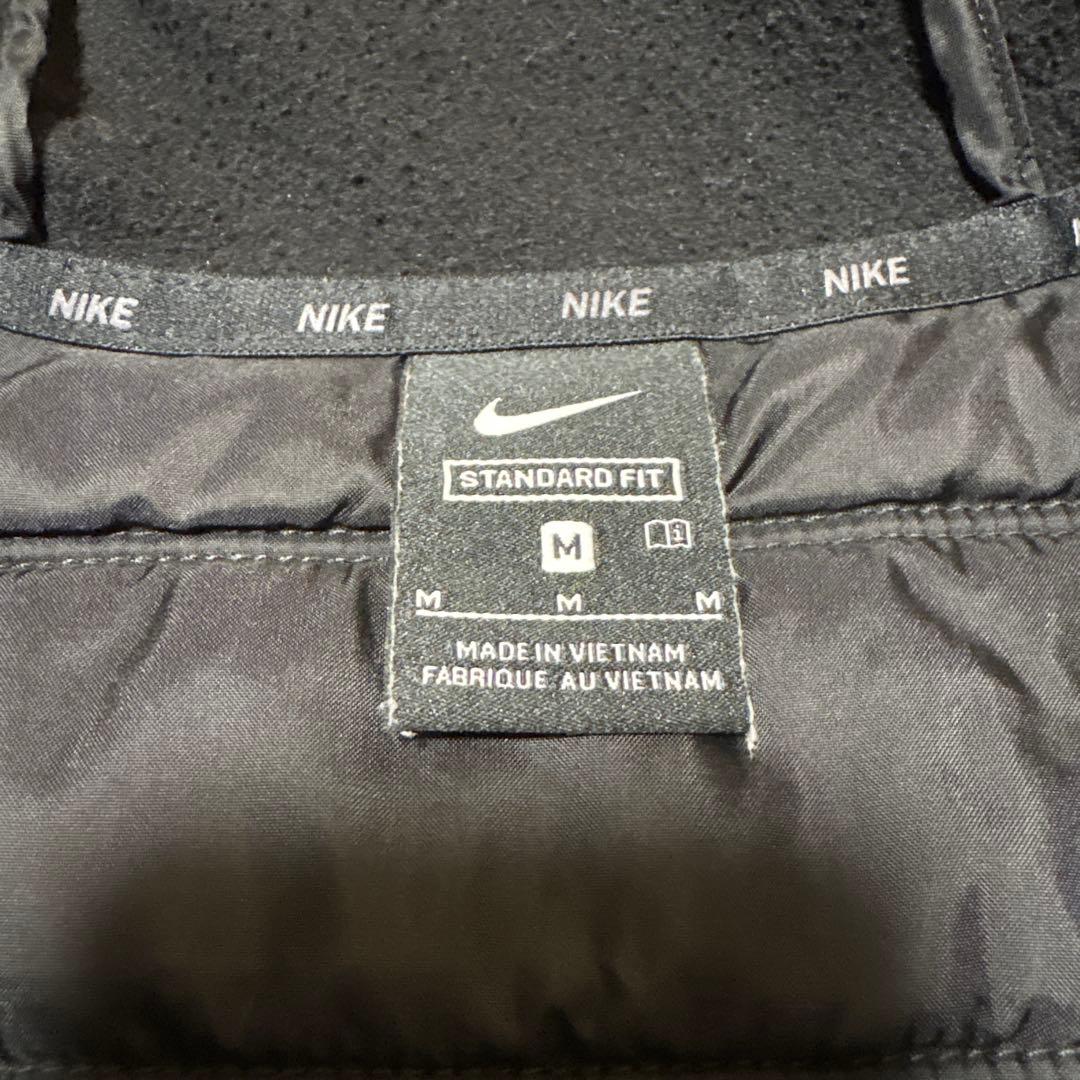 NIKE NIKE NIKE NIKE
STANDARD FIT
M
M M M
MADE IN VIETNAM
FABRIQUE AU VIETNAM